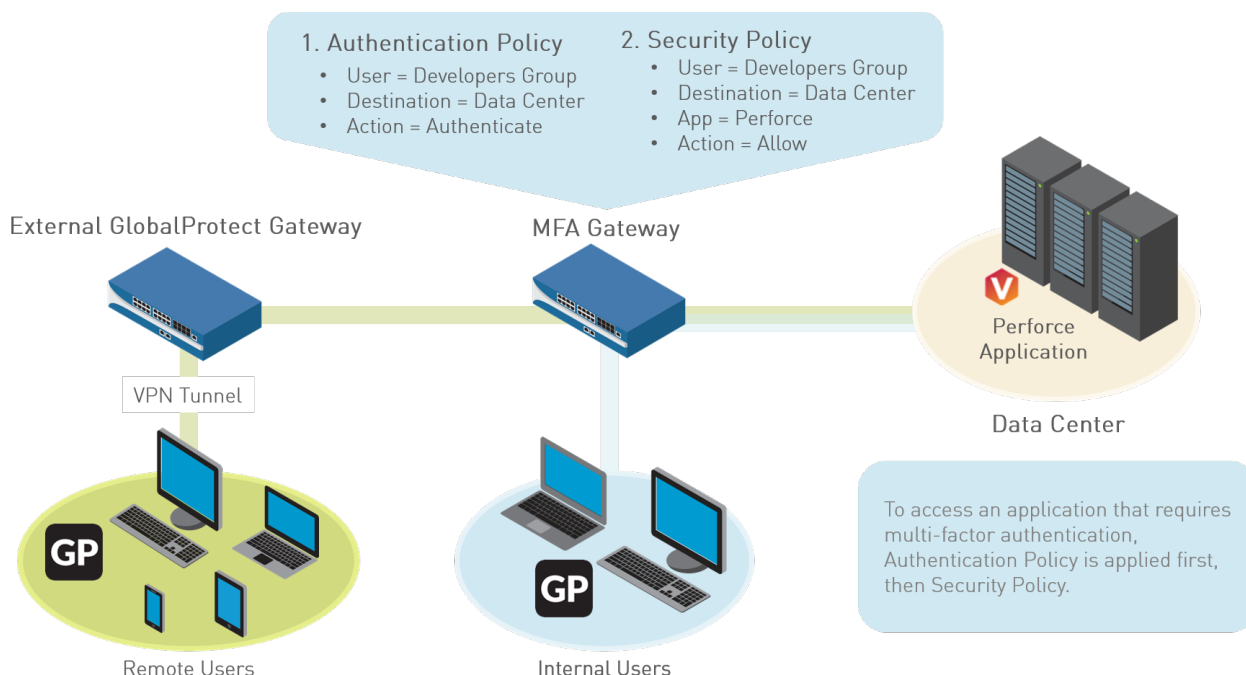 1. Authentication Policy
• User = Developers Group
• Destination = Data Center
• Action = Authenticate
2. Security Policy
• User = Developers Group
• Destination = Data Center
• App = Perforce
• Action = Allow
External GlobalProtect Gateway
MFA Gateway
V
Perforce
Application
VPN Tunnel
Data Center
GP
GP
To access an application that requires
multi-factor authentication,
Authentication Policy is applied first,
then Security Policy.
Remote Users
Internal Users